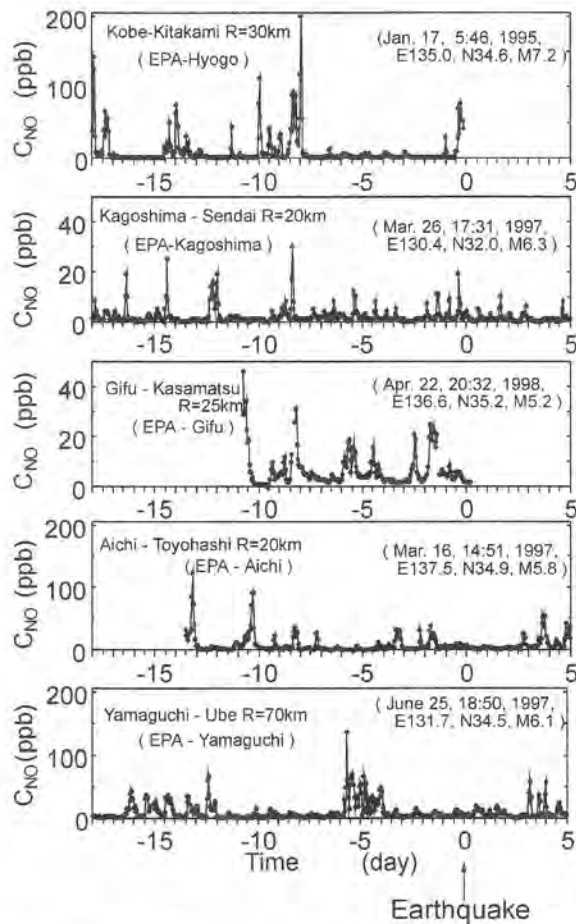 Kobe-Kitakami R=30km
( EPA-Hyogo )
(Jan. 17, 5:46, 1995,
E135.0, N34.6, M7.2 )
C_NO (ppb)
200
100
0
-15 -10 -5 0 5
Kagoshima - Sendai R=20km
(EPA-Kagoshima )
( Mar. 26, 17:31, 1997,
E130.4, N32.0, M6.3 )
C_NO (ppb)
40
20
0
-15 -10 -5 0 5
Gifu - Kasamatsu
R=25km
( EPA - Gifu )
( Apr. 22, 20:32, 1998,
E136.6, N35.2, M5.2 )
C_NO (ppb)
40
20
0
-15 -10 -5 0 5
Aichi - Toyohashi R=20km
( EPA - Aichi )
( Mar. 16, 14:51, 1997,
E137.5, N34.9, M5.8 )
C_NO (ppb)
200
100
0
-15 -10 -5 0 5
Yamaguchi - Ube R=70km
( EPA - Yamaguchi )
( June 25, 18:50, 1997,
E131.7, N34.5, M6.1 )
C_NO (ppb)
200
100
0
-15 -10 -5 0 5
Time (day)
Earthquake